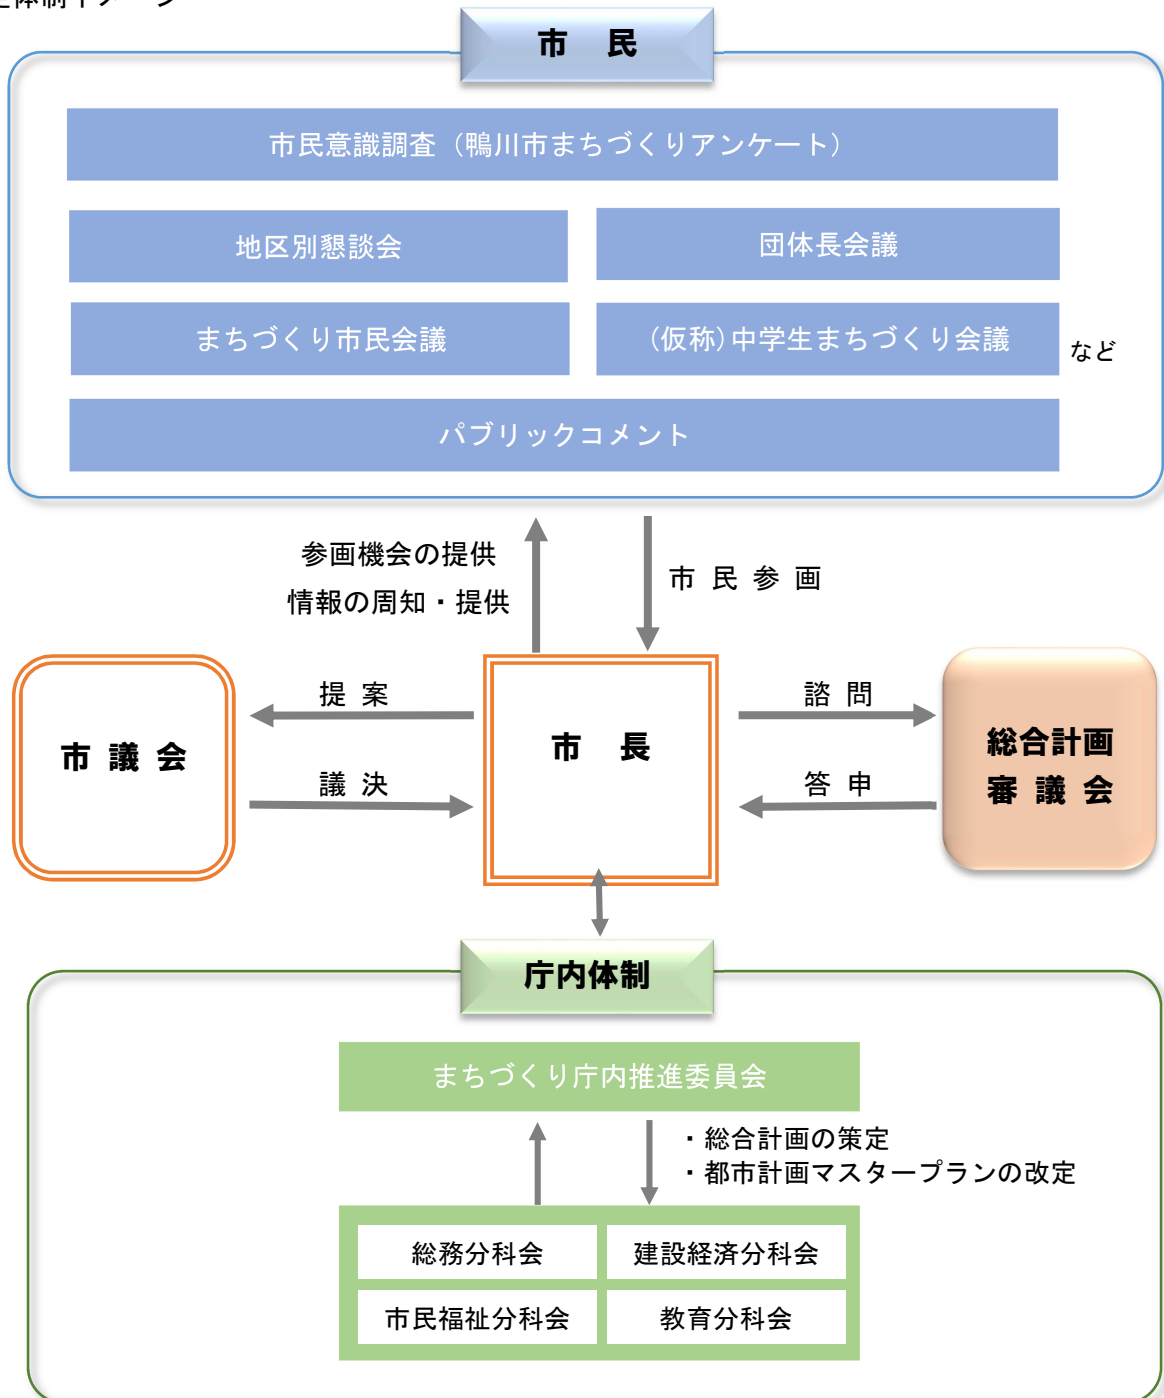 体制イメージ
市　民
市民意識調査（鴨川市まちづくりアンケート）
地区別懇談会
団体長会議
まちづくり市民会議
(仮称)中学生まちづくり会議
など
パブリックコメント
参画機会の提供
情報の周知・提供
市 民 参 画
市 議 会
提 案
議 決
市　長
諮 問
答 申
総合計画
審 議 会
庁内体制
まちづくり庁内推進委員会
・総合計画の策定
・都市計画マスタープランの改定
総務分科会
建設経済分科会
市民福祉分科会
教育分科会